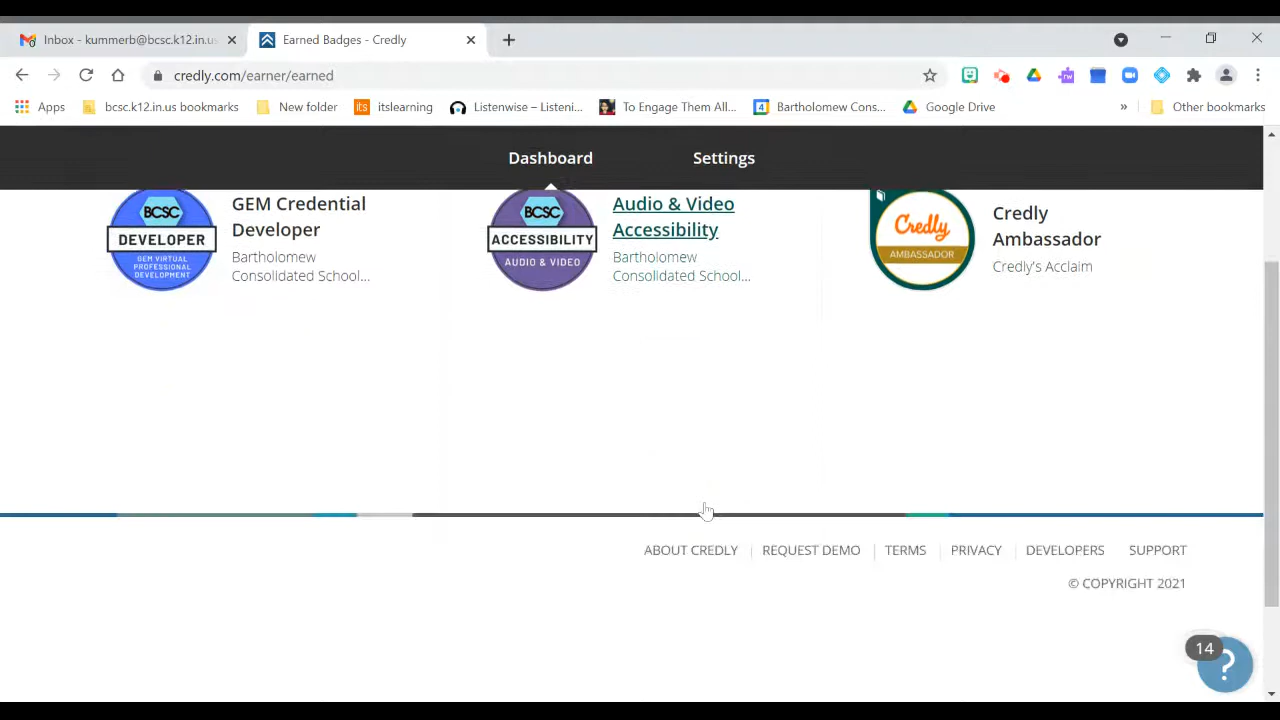 Inbox - kummerb@bcsc.k12.in.us
Earned Badges - Credly
credly.com/earner/earned
Apps
bcsc.k12.in.us bookmarks
New folder
its
itslearning
Listenwise – Listeni...
To Engage Them All...
4
Bartholomew Cons...
Google Drive
»
Other bookmarks
rw
Dashboard
Settings
BCSC
DEVELOPER
GEM VIRTUAL
PROFESSIONAL
DEVELOPMENT
GEM Credential
Developer
Bartholomew
Consolidated School...
BCSC
ACCESSIBILITY
AUDIO & VIDEO
Audio & Video
Accessibility
Bartholomew
Consolidated School...
Credly
AMBASSADOR
Credly
Ambassador
Credly's Acclaim
ABOUT CREDLY
REQUEST DEMO
TERMS
PRIVACY
DEVELOPERS
SUPPORT
© COPYRIGHT 2021
14
?